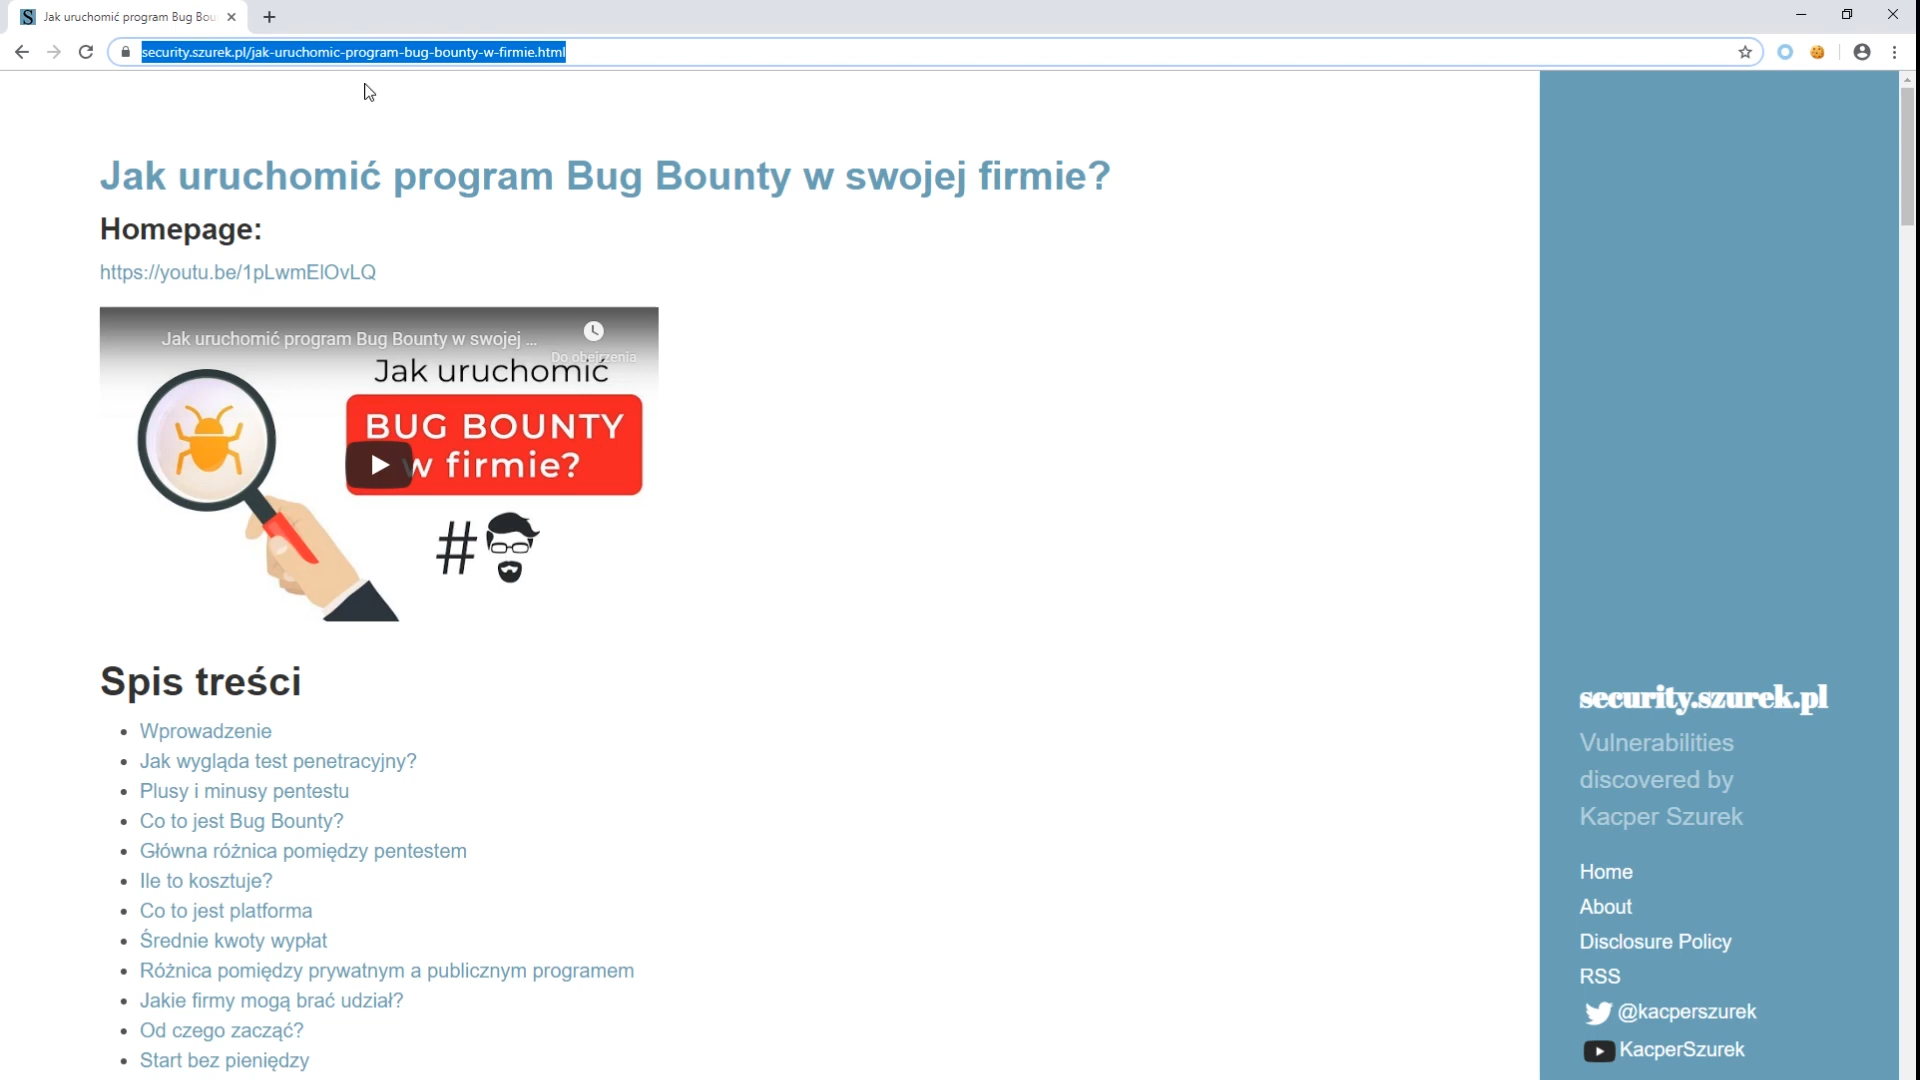 Jak uruchomić program Bug Bou
security.szurek.pl/jak-uruchomic-program-bug-bounty-w-firmie.html
Jak uruchomić program Bug Bounty w swojej firmie?
Homepage:
https://youtu.be/1pLwmElOvLQ
Jak uruchomić program Bug Bounty w swojej ...
Do obejrzenia
Jak uruchomić
BUG BOUNTY
w firmie?
#
Spis treści
Wprowadzenie
Jak wygląda test penetracyjny?
Plusy i minusy pentestu
Co to jest Bug Bounty?
Główna różnica pomiędzy pentestem
Ile to kosztuje?
Co to jest platforma
Średnie kwoty wypłat
Różnica pomiędzy prywatnym a publicznym programem
Jakie firmy mogą brać udział?
Od czego zacząć?
Start bez pieniędzy
security.szurek.pl
Vulnerabilities
discovered by
Kacper Szurek
Home
About
Disclosure Policy
RSS
@kacperszurek
KacperSzurek